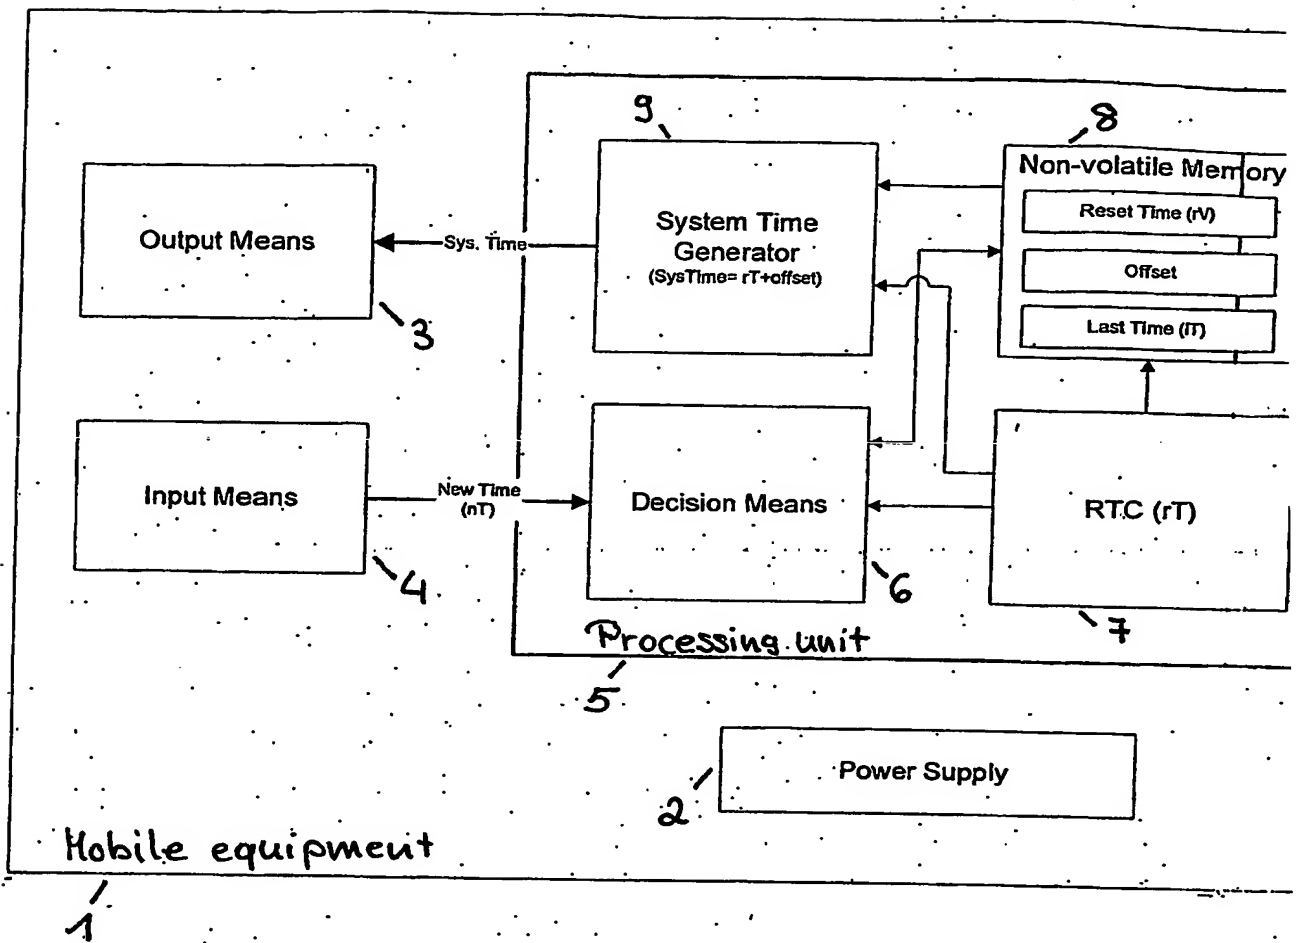 9
8
Non-volatile Memory
Reset Time (rV)
Offset
Last Time (lT)
System Time
Generator
(SysTime= rT+offset)
Output Means
Sys. Time
3
Input Means
New Time
(nT)
Decision Means
RTC (rT)
4
6
7
Processing unit
5
Power Supply
2
Mobile equipment
1